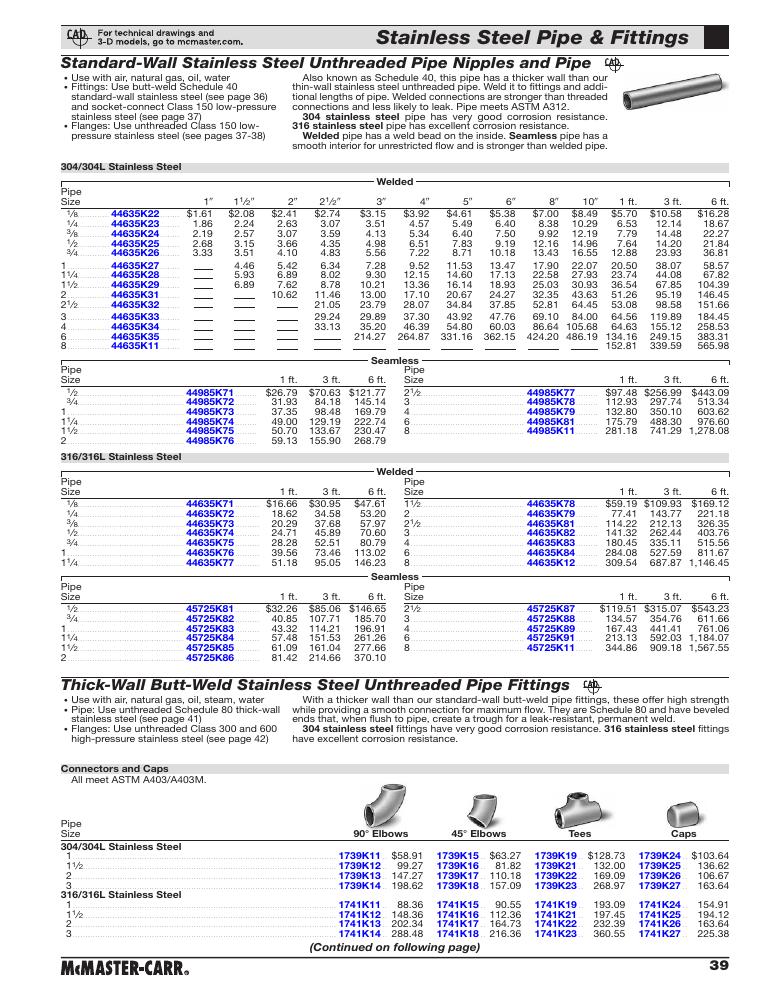 CAD
For technical drawings and
3-D models, go to mcmaster.com.
Stainless Steel Pipe & Fittings
Standard-Wall Stainless Steel Unthreaded Pipe Nipples and Pipe CAD
• Use with air, natural gas, oil, water
• Fittings: Use butt-weld Schedule 40
standard-wall stainless steel (see page 36)
and socket-connect Class 150 low-pressure
stainless steel (see page 37)
• Flanges: Use unthreaded Class 150 low-
pressure stainless steel (see pages 37-38)
Also known as Schedule 40, this pipe has a thicker wall than our
thin-wall stainless steel unthreaded pipe. Weld it to fittings and addi-
tional lengths of pipe. Welded connections are stronger than threaded
connections and less likely to leak. Pipe meets ASTM A312.
304 stainless steel pipe has very good corrosion resistance.
316 stainless steel pipe has excellent corrosion resistance.
Welded pipe has a weld bead on the inside. Seamless pipe has a
smooth interior for unrestricted flow and is stronger than welded pipe.
304/304L Stainless Steel
Welded
Pipe
Size 1″ 1½″ 2″ 2½″ 3″ 4″ 5″ 6″ 8″ 10″ 1 ft. 3 ft. 6 ft.
⅛ 44635K22 $1.61 $2.08 $2.41 $2.74 $3.15 $3.92 $4.61 $5.38 $7.00 $8.49 $5.70 $10.58 $16.28
¼ 44635K23 1.86 2.24 2.63 3.07 3.51 4.57 5.49 6.40 8.38 10.29 6.53 12.14 18.67
⅜ 44635K24 2.19 2.57 3.07 3.59 4.13 5.34 6.40 7.50 9.92 12.19 7.79 14.48 22.27
½ 44635K25 2.68 3.15 3.66 4.35 4.98 6.51 7.83 9.19 12.16 14.96 7.64 14.20 21.84
¾ 44635K26 3.33 3.51 4.10 4.83 5.56 7.22 8.71 10.18 13.43 16.55 12.88 23.93 36.81
1 44635K27 ___ 4.46 5.42 6.34 7.28 9.52 11.53 13.47 17.90 22.07 20.50 38.07 58.57
1¼ 44635K28 ___ 5.93 6.89 8.02 9.30 12.15 14.60 17.13 22.58 27.93 23.74 44.08 67.82
1½ 44635K29 ___ 6.89 7.62 8.78 10.21 13.36 16.14 18.93 25.03 30.93 36.54 67.85 104.39
2 44635K31 ___ ___ 10.62 11.46 13.00 17.10 20.67 24.27 32.35 43.63 51.26 95.19 146.45
2½ 44635K32 ___ ___ ___ 21.05 23.79 28.07 34.84 37.85 52.81 64.45 53.08 98.58 151.66
3 44635K33 ___ ___ ___ 29.24 29.89 37.30 43.92 47.76 69.10 84.00 64.56 119.89 184.45
4 44635K34 ___ ___ ___ 33.13 35.20 46.39 54.80 60.03 86.64 105.68 64.63 155.12 258.53
6 44635K35 ___ ___ ___ ___ 214.27 264.87 331.16 362.15 424.20 486.19 134.16 249.15 383.31
8 44635K11 ___ ___ ___ ___ ___ ___ ___ ___ ___ ___ 152.81 339.59 565.98
Seamless
Pipe
Size 1 ft. 3 ft. 6 ft.
½ 44985K71 $26.79 $70.63 $121.77
¾ 44985K72 31.93 84.18 145.14
1 44985K73 37.35 98.48 169.79
1¼ 44985K74 49.00 129.19 222.74
1½ 44985K75 50.70 133.67 230.47
2 44985K76 59.13 155.90 268.79
Pipe
Size 1 ft. 3 ft. 6 ft.
2½ 44985K77 $97.48 $256.99 $443.09
3 44985K78 112.93 297.74 513.34
4 44985K79 132.80 350.10 603.62
6 44985K81 175.79 488.30 976.60
8 44985K11 281.18 741.29 1,278.08
316/316L Stainless Steel
Welded
Pipe
Size 1 ft. 3 ft. 6 ft.
⅛ 44635K71 $16.66 $30.95 $47.61
¼ 44635K72 18.62 34.58 53.20
⅜ 44635K73 20.29 37.68 57.97
½ 44635K74 24.71 45.89 70.60
¾ 44635K75 28.28 52.51 80.79
1 44635K76 39.56 73.46 113.02
1¼ 44635K77 51.18 95.05 146.23
Pipe
Size 1 ft. 3 ft. 6 ft.
1½ 44635K78 $59.19 $109.93 $169.12
2 44635K79 77.41 143.77 221.18
2½ 44635K81 114.22 212.13 326.35
3 44635K82 141.32 262.44 403.76
4 44635K83 180.45 335.11 515.56
6 44635K84 284.08 527.59 811.67
8 44635K12 309.54 687.87 1,146.45
Seamless
Pipe
Size 1 ft. 3 ft. 6 ft.
½ 45725K81 $32.26 $85.06 $146.65
¾ 45725K82 40.85 107.71 185.70
1 45725K83 43.32 114.21 196.91
1¼ 45725K84 57.48 151.53 261.26
1½ 45725K85 61.09 161.04 277.66
2 45725K86 81.42 214.66 370.10
Pipe
Size 1 ft. 3 ft. 6 ft.
2½ 45725K87 $119.51 $315.07 $543.23
3 45725K88 134.57 354.76 611.66
4 45725K89 167.43 441.41 761.06
6 45725K91 213.13 592.03 1,184.07
8 45725K11 344.86 909.18 1,567.55
Thick-Wall Butt-Weld Stainless Steel Unthreaded Pipe Fittings CAD
• Use with air, natural gas, oil, steam, water
• Pipe: Use unthreaded Schedule 80 thick-wall
stainless steel (see page 41)
• Flanges: Use unthreaded Class 300 and 600
high-pressure stainless steel (see page 42)
With a thicker wall than our standard-wall butt-weld pipe fittings, these offer high strength
while providing a smooth connection for maximum flow. They are Schedule 80 and have beveled
ends that, when flush to pipe, create a trough for a leak-resistant, permanent weld.
304 stainless steel fittings have very good corrosion resistance. 316 stainless steel fittings
have excellent corrosion resistance.
Connectors and Caps
All meet ASTM A403/A403M.
Pipe
Size 90° Elbows 45° Elbows Tees Caps
304/304L Stainless Steel
1 1739K11 $58.91 1739K15 $63.27 1739K19 $128.73 1739K24 $103.64
1½ 1739K12 99.27 1739K16 81.82 1739K21 132.00 1739K25 136.62
2 1739K13 147.27 1739K17 110.18 1739K22 169.09 1739K26 106.67
3 1739K14 198.62 1739K18 157.09 1739K23 268.97 1739K27 163.64
316/316L Stainless Steel
1 1741K11 88.36 1741K15 90.55 1741K19 193.09 1741K24 154.91
1½ 1741K12 148.36 1741K16 112.36 1741K21 197.45 1741K25 194.12
2 1741K13 202.34 1741K17 164.73 1741K22 232.39 1741K26 163.64
3 1741K14 288.48 1741K18 216.36 1741K23 360.55 1741K27 225.38
(Continued on following page)
McMASTER-CARR® 39